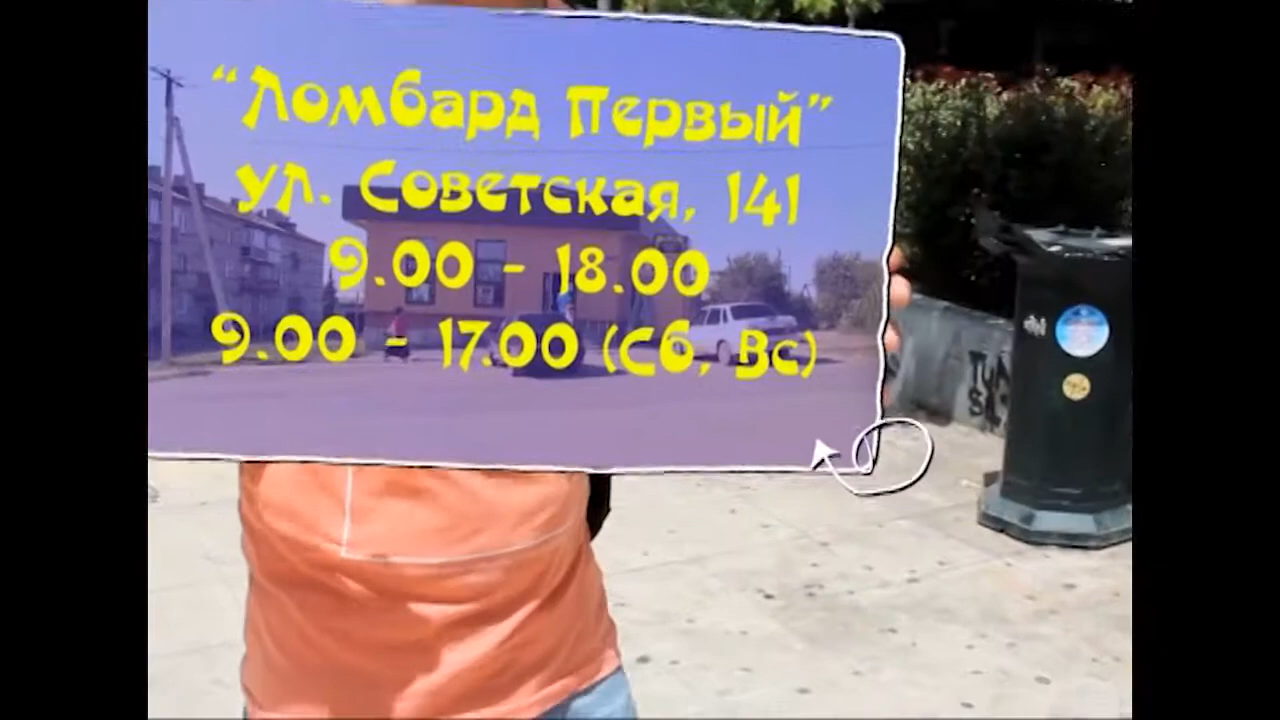 “Ломбард Первый”
ул. Советская, 141
9.00 - 18.00
9.00 - 17.00 (Сб, Вс)